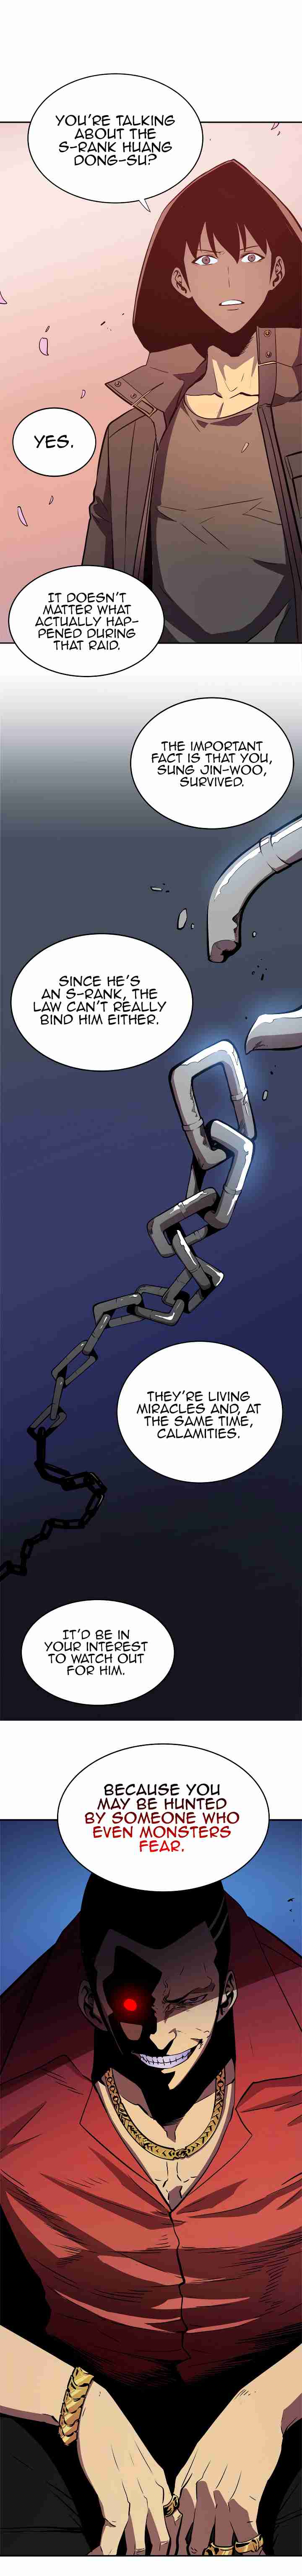 YOU'RE TALKING
ABOUT THE
S-RANK HUANG
DONG-SU?
YES.
IT DOESN'T
MATTER WHAT
ACTUALLY HAP-
PENED DURING
THAT RAID.
THE IMPORTANT
FACT IS THAT YOU,
SUNG JIN-WOO,
SURVIVED.
SINCE HE'S
AN S-RANK, THE
LAW CAN'T REALLY
BIND HIM EITHER.
THEY'RE LIVING
MIRACLES AND, AT
THE SAME TIME,
CALAMITIES.
IT'D BE IN
YOUR INTEREST
TO WATCH OUT
FOR HIM.
BECAUSE YOU
MAY BE HUNTED
BY SOMEONE WHO
EVEN MONSTERS
FEAR.